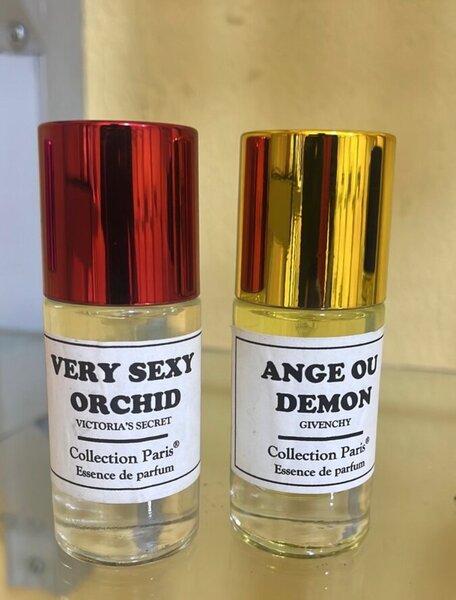 VERY SEXY
ORCHID
VICTORIA'S SECRET
Collection Paris®
Essence de parfum
ANGE OU
DEMON
GIVENCHY
Collection Paris®
Essence de parfum